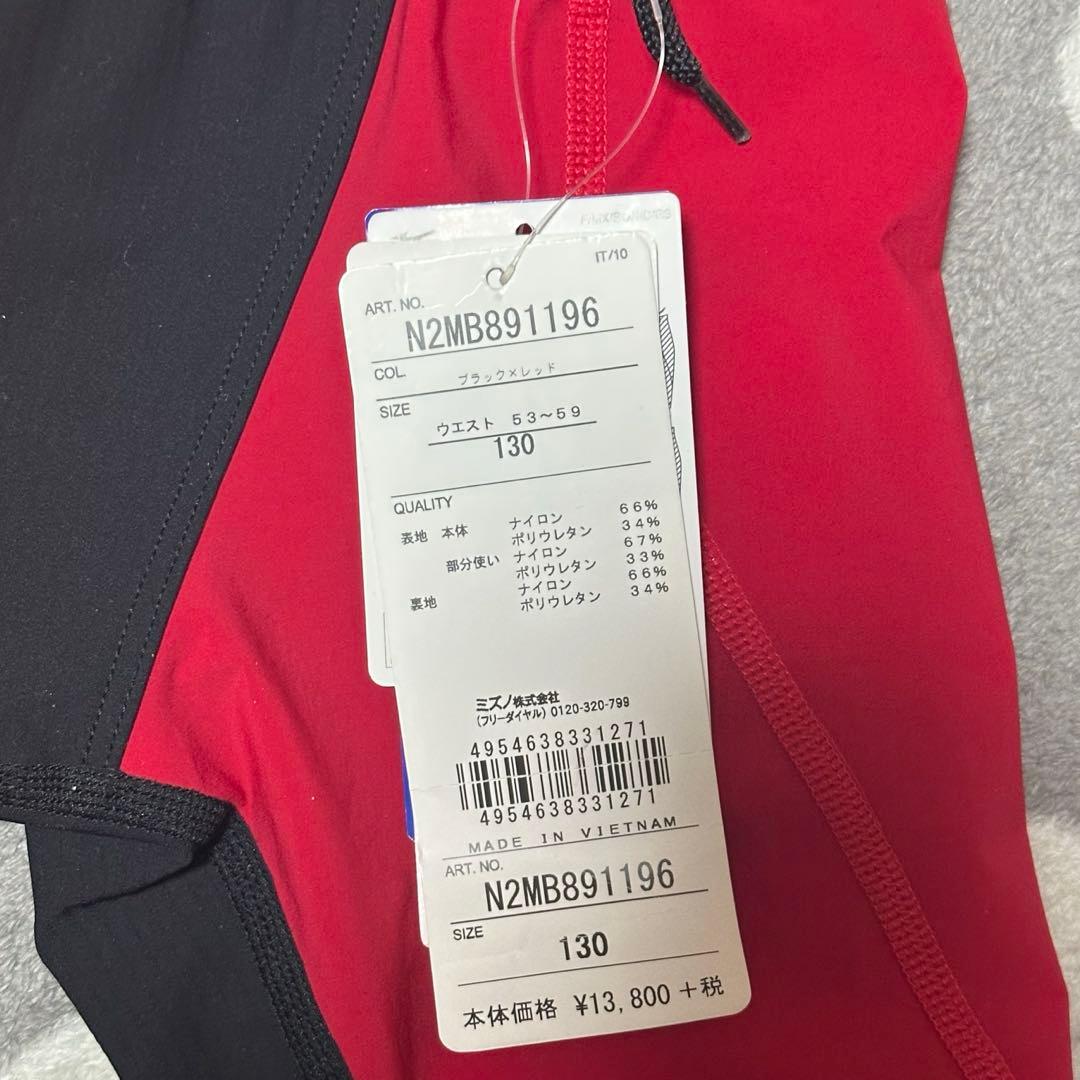 IT/10
ART. NO.
N2MB891196
COL.
ブラック×レッド
SIZE
ウエスト 53～59
130
QUALITY
表地 本体 ナイロン 66%
ポリウレタン 34%
部分使い ナイロン 67%
ポリウレタン 33%
裏地 ナイロン 66%
ポリウレタン 34%
ミズノ株式会社
(フリーダイヤル) 0120-320-799
4954638331271
4954638331271
MADE IN VIETNAM
ART. NO.
N2MB891196
SIZE
130
本体価格 ¥13,800+税